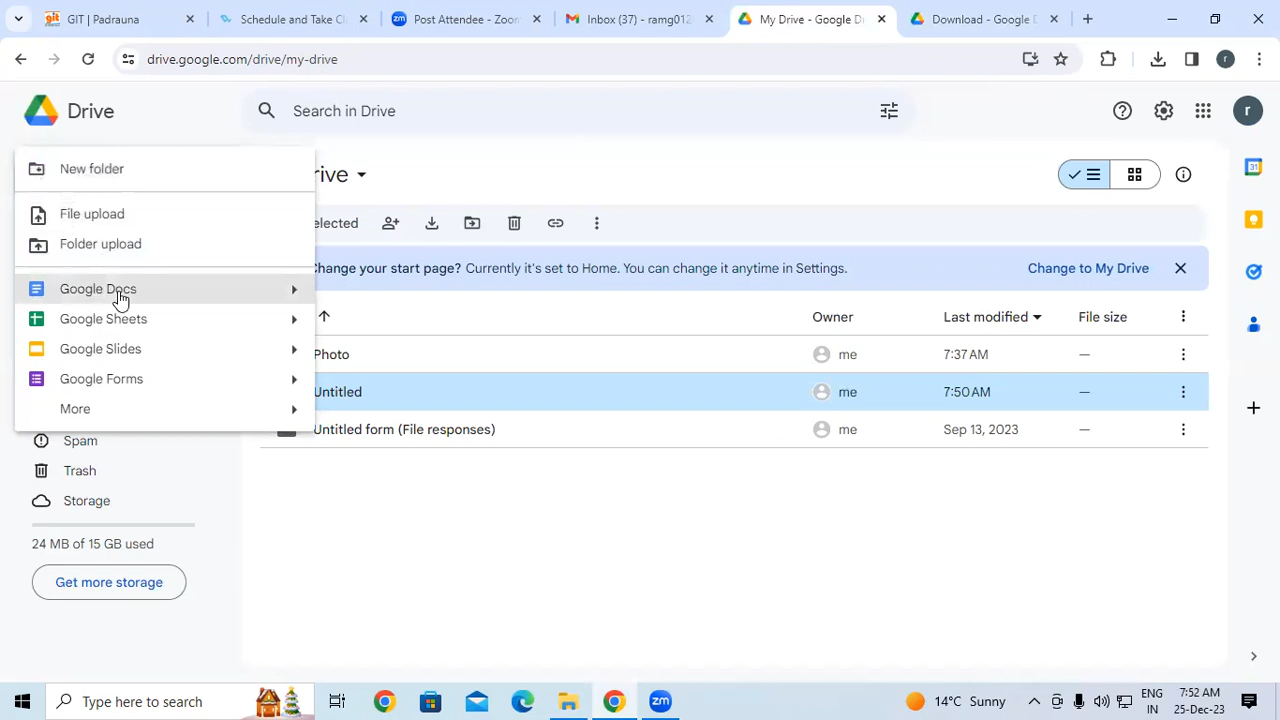 GIT | Padrauna
Schedule and Take C
Post Attendee - Zoo
Inbox (37) - ramg012
My Drive - Google D
Download - Google D
drive.google.com/drive/my-drive
r
Drive
Search in Drive
r
New folder
rive
File upload
elected
Folder upload
Change your start page? Currently it's set to Home. You can change it anytime in Settings.
Change to My Drive
Google Docs
Google Sheets
Owner
Last modified
File size
Google Slides
Photo
me
7:37 AM
—
Google Forms
Untitled
me
7:50 AM
—
More
Untitled form (File responses)
me
Sep 13, 2023
—
Spam
Trash
Storage
24 MB of 15 GB used
Get more storage
Type here to search
zm
14°C Sunny
ENG
IN
7:52 AM
25-Dec-23